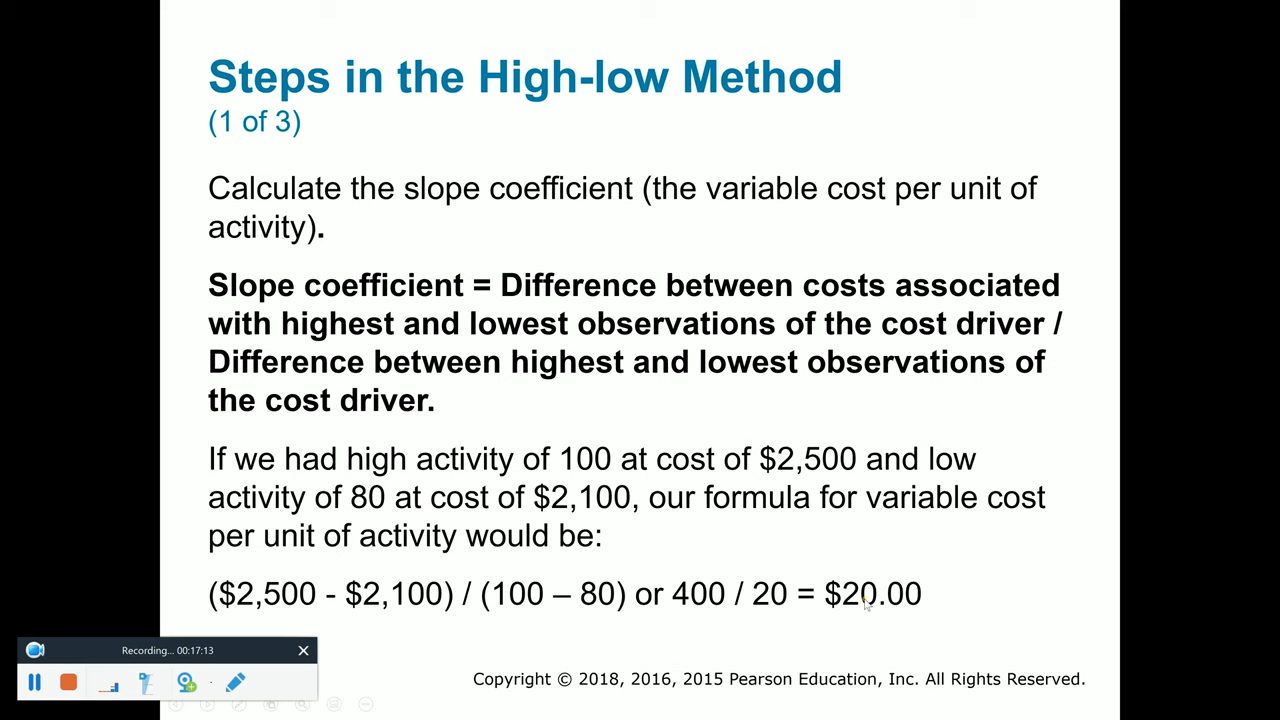 Steps in the High-low Method
(1 of 3)
Calculate the slope coefficient (the variable cost per unit of
activity).
Slope coefficient = Difference between costs associated
with highest and lowest observations of the cost driver /
Difference between highest and lowest observations of
the cost driver.
If we had high activity of 100 at cost of $2,500 and low
activity of 80 at cost of $2,100, our formula for variable cost
per unit of activity would be:
($2,500 - $2,100) / (100 – 80) or 400 / 20 = $20.00
Recording... 00:17:13
Copyright © 2018, 2016, 2015 Pearson Education, Inc. All Rights Reserved.